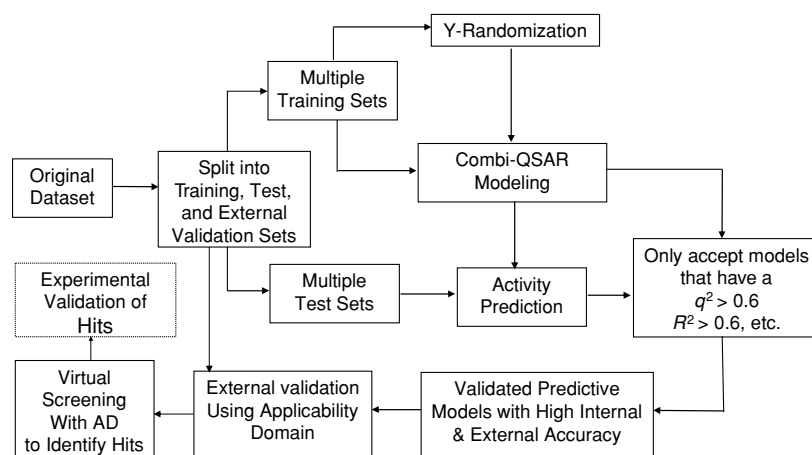 Y-Randomization
Multiple
Training Sets
Original
Dataset
Split into
Training, Test,
and External
Validation Sets
Combi-QSAR
Modeling
Experimental
Validation of
Hits
Multiple
Test Sets
Activity
Prediction
Only accept models
that have a
q² > 0.6
R² > 0.6, etc.
Virtual
Screening
With AD
to Identify Hits
External validation
Using Applicability
Domain
Validated Predictive
Models with High Internal
& External Accuracy